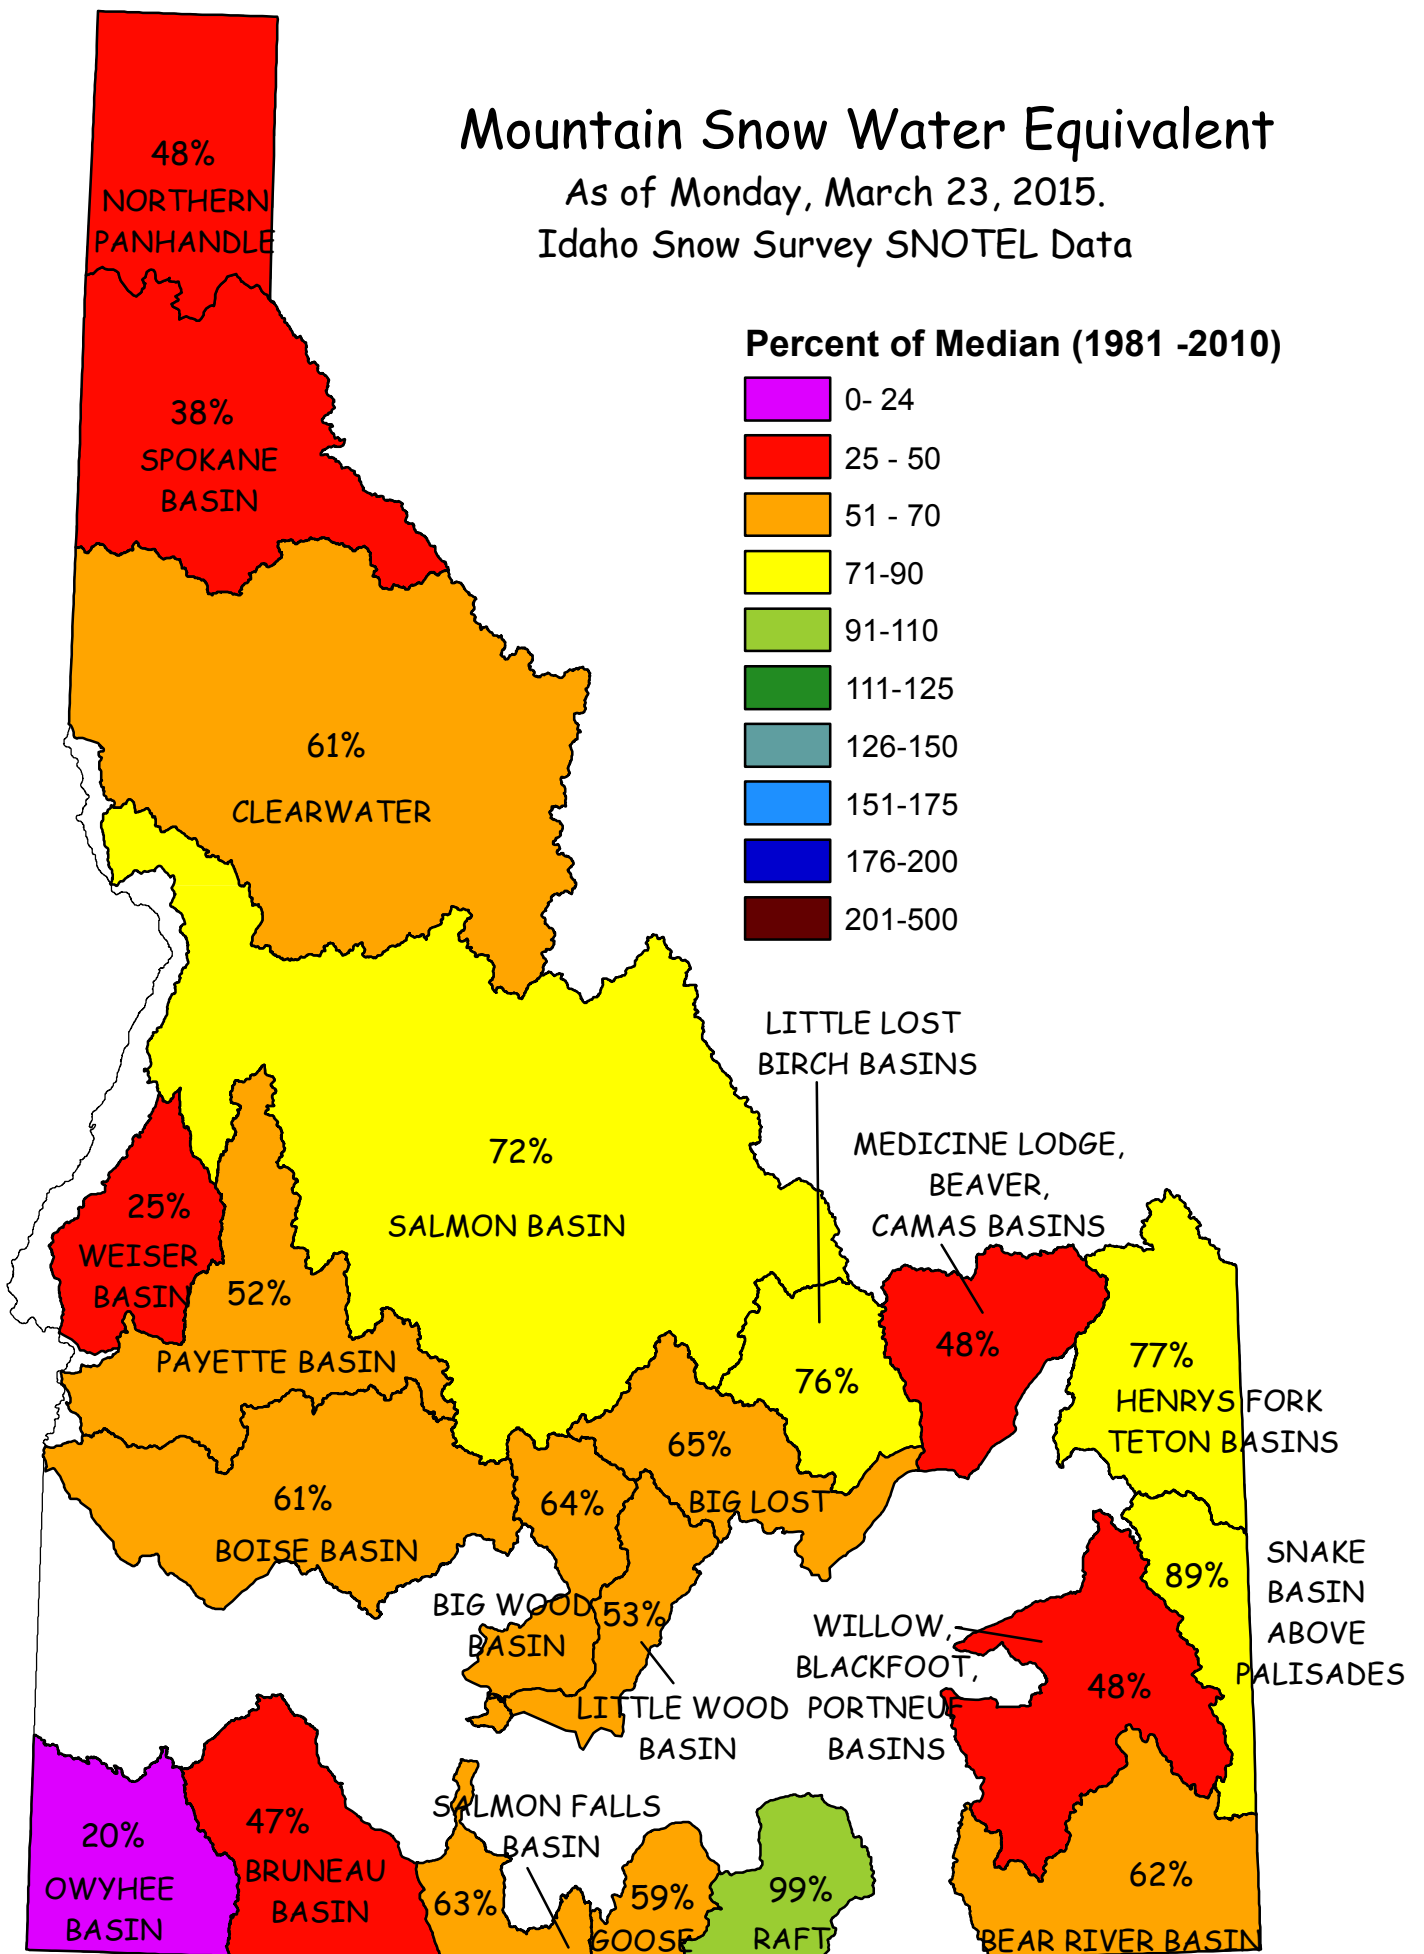 Mountain Snow Water Equivalent
As of Monday, March 23, 2015.
Idaho Snow Survey SNOTEL Data
Percent of Median (1981 -2010)
0- 24
25 - 50
51 - 70
71-90
91-110
111-125
126-150
151-175
176-200
201-500
48%
NORTHERN
PANHANDLE
38%
SPOKANE
BASIN
61%
CLEARWATER
72%
SALMON BASIN
LITTLE LOST
BIRCH BASINS
76%
MEDICINE LODGE,
BEAVER,
CAMAS BASINS
48%
77%
HENRYS FORK
TETON BASINS
25%
WEISER
BASIN
52%
PAYETTE BASIN
61%
BOISE BASIN
64%
BIG WOOD
BASIN
65%
BIG LOST
53%
LITTLE WOOD
BASIN
89%
SNAKE
BASIN
ABOVE
PALISADES
WILLOW,
BLACKFOOT,
PORTNEUF
BASINS
48%
20%
OWYHEE
BASIN
47%
BRUNEAU
BASIN
SALMON FALLS
BASIN
63%
59%
GOOSE
99%
RAFT
62%
BEAR RIVER BASIN